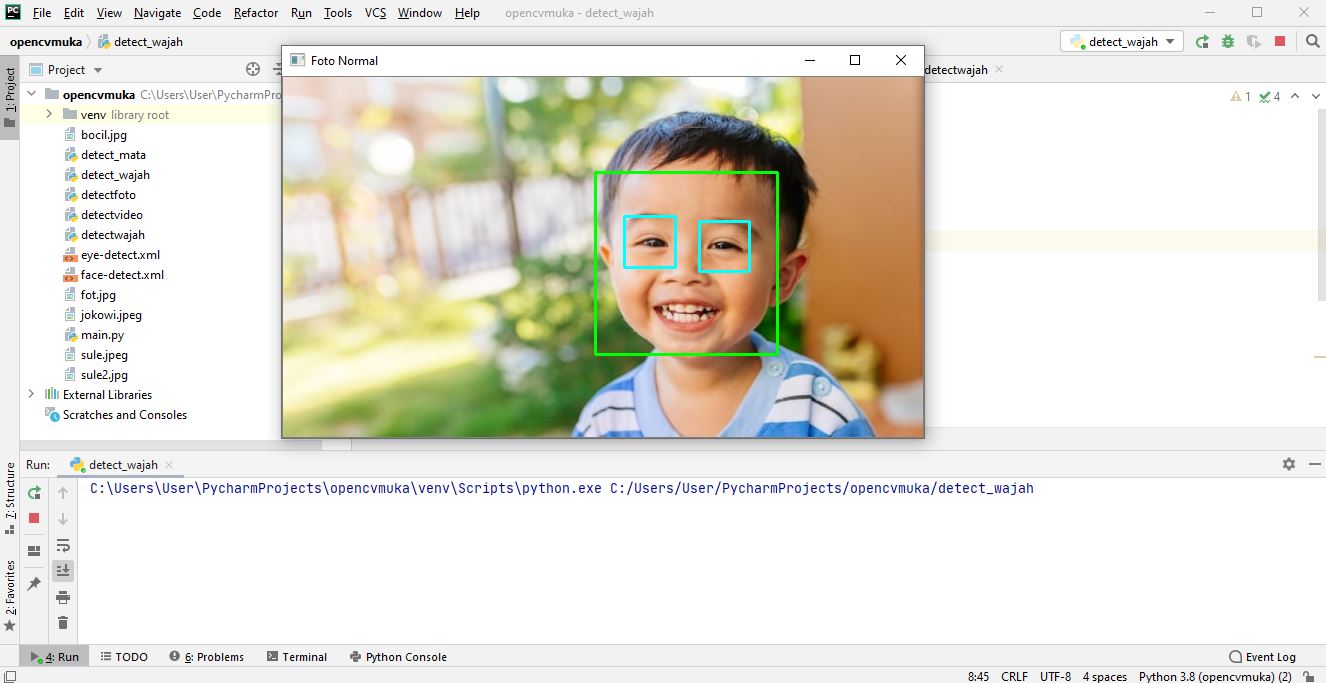 File Edit View Navigate Code Refactor Run Tools VCS Window Help opencvmuka - detect_wajah
opencvmuka detect_wajah detect_wajah
1: Project
Project
Foto Normal
detectwajah
1 4
opencvmuka C:\Users\User\PycharmPro
venv library root
bocil.jpg
detect_mata
detect_wajah
detectfoto
detectvideo
detectwajah
eye-detect.xml
face-detect.xml
fot.jpg
jokowi.jpeg
main.py
sule.jpeg
sule2.jpg
External Libraries
Scratches and Consoles
Run: detect_wajah
C:\Users\User\PycharmProjects\opencvmuka\venv\Scripts\python.exe C:/Users/User/PycharmProjects/opencvmuka/detect_wajah
7: Structure
2: Favorites
4: Run TODO 6: Problems Terminal Python Console Event Log
8:45 CRLF UTF-8 4 spaces Python 3.8 (opencvmuka) (2)